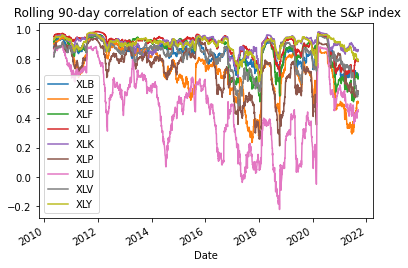 Rolling 90-day correlation of each sector ETF with the S&P index
1.0
0.8
0.6
0.4
0.2
0.0
−0.2
XLB
XLE
XLF
XLI
XLK
XLP
XLU
XLV
XLY
2010
2012
2014
2016
2018
2020
2022
Date